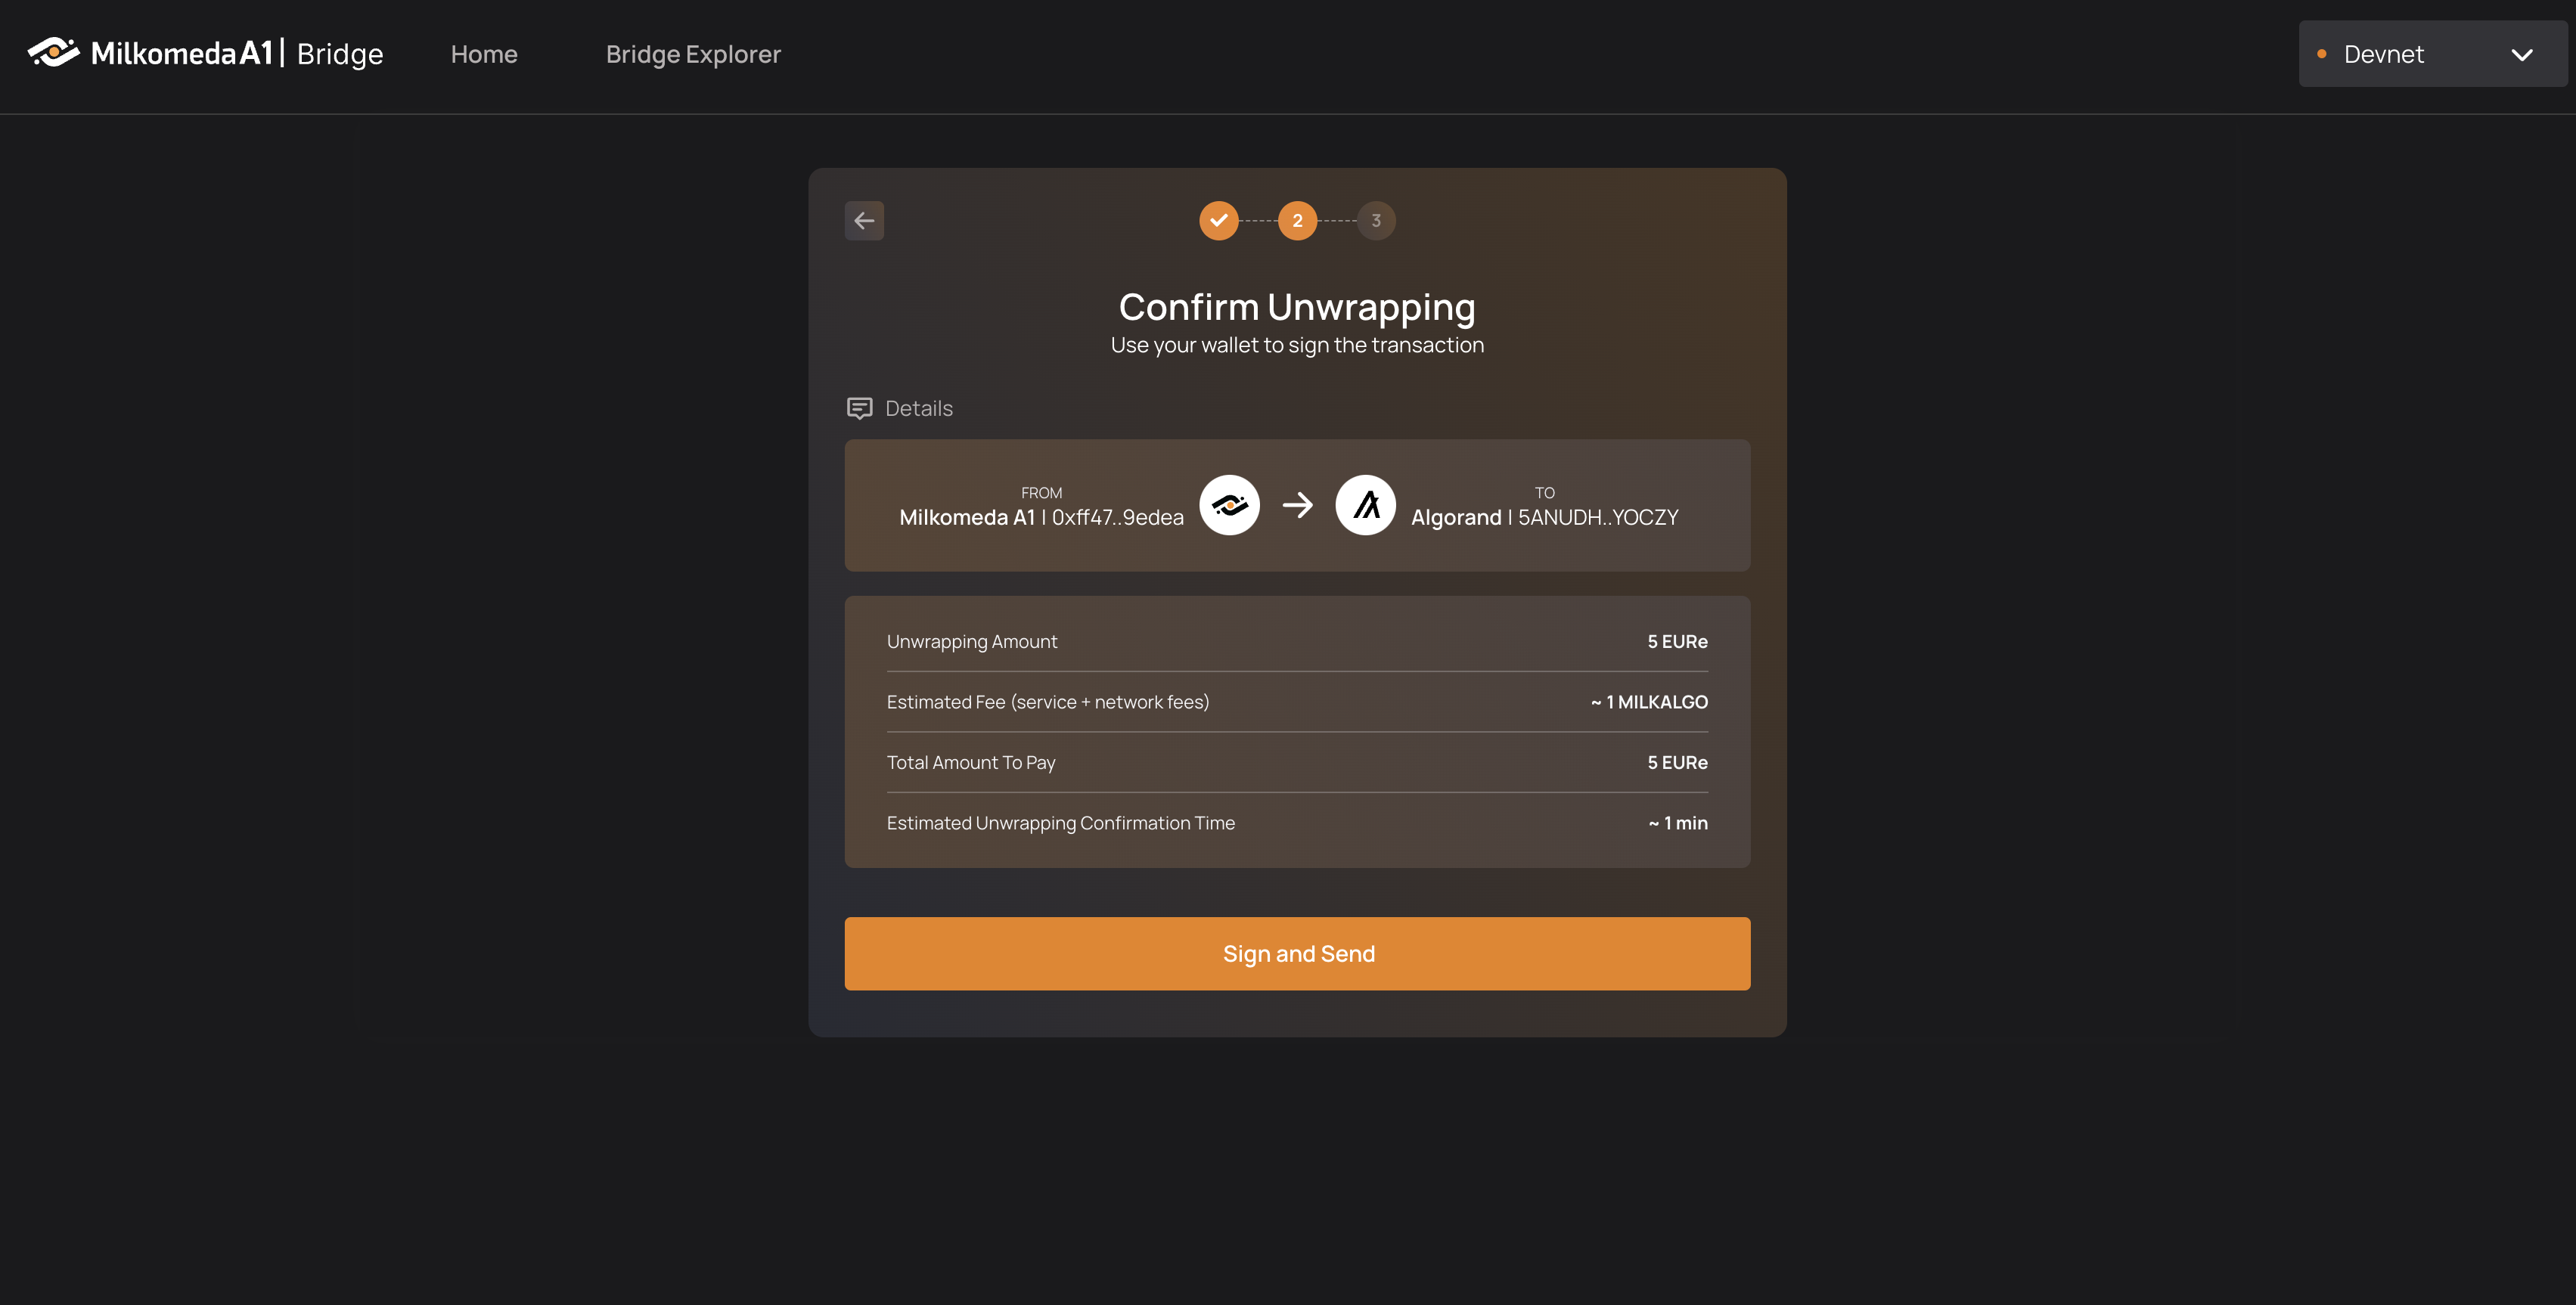 Milkomeda A1 | Bridge
Home
Bridge Explorer
Devnet
2
3
Confirm Unwrapping
Use your wallet to sign the transaction
Details
FROM
Milkomeda A1 | 0xff47..9edea
TO
Algorand | 5ANUDH..YOCZY
Unwrapping Amount
5 EURe
Estimated Fee (service + network fees)
~ 1 MILKALGO
Total Amount To Pay
5 EURe
Estimated Unwrapping Confirmation Time
~ 1 min
Sign and Send